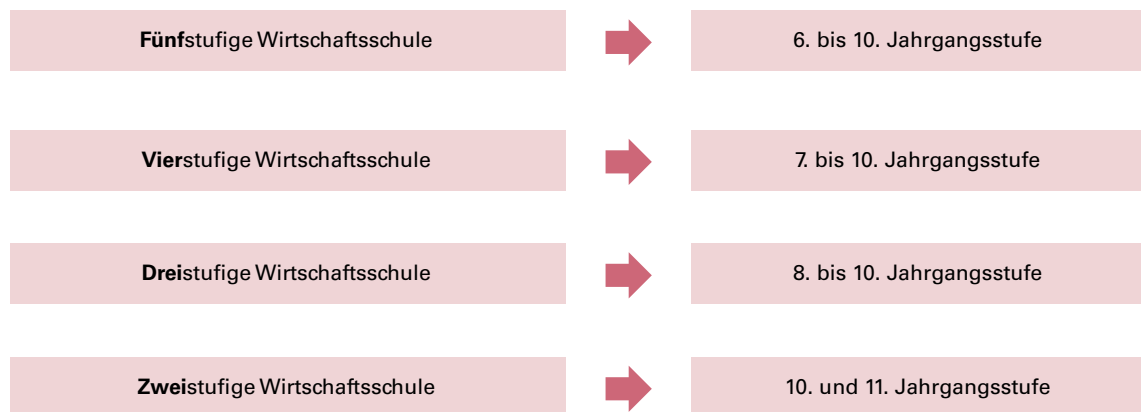 Fünfstufige Wirtschaftsschule 6. bis 10. Jahrgangsstufe
Vierstufige Wirtschaftsschule 7. bis 10. Jahrgangsstufe
Dreistufige Wirtschaftsschule 8. bis 10. Jahrgangsstufe
Zweistufige Wirtschaftsschule 10. und 11. Jahrgangsstufe